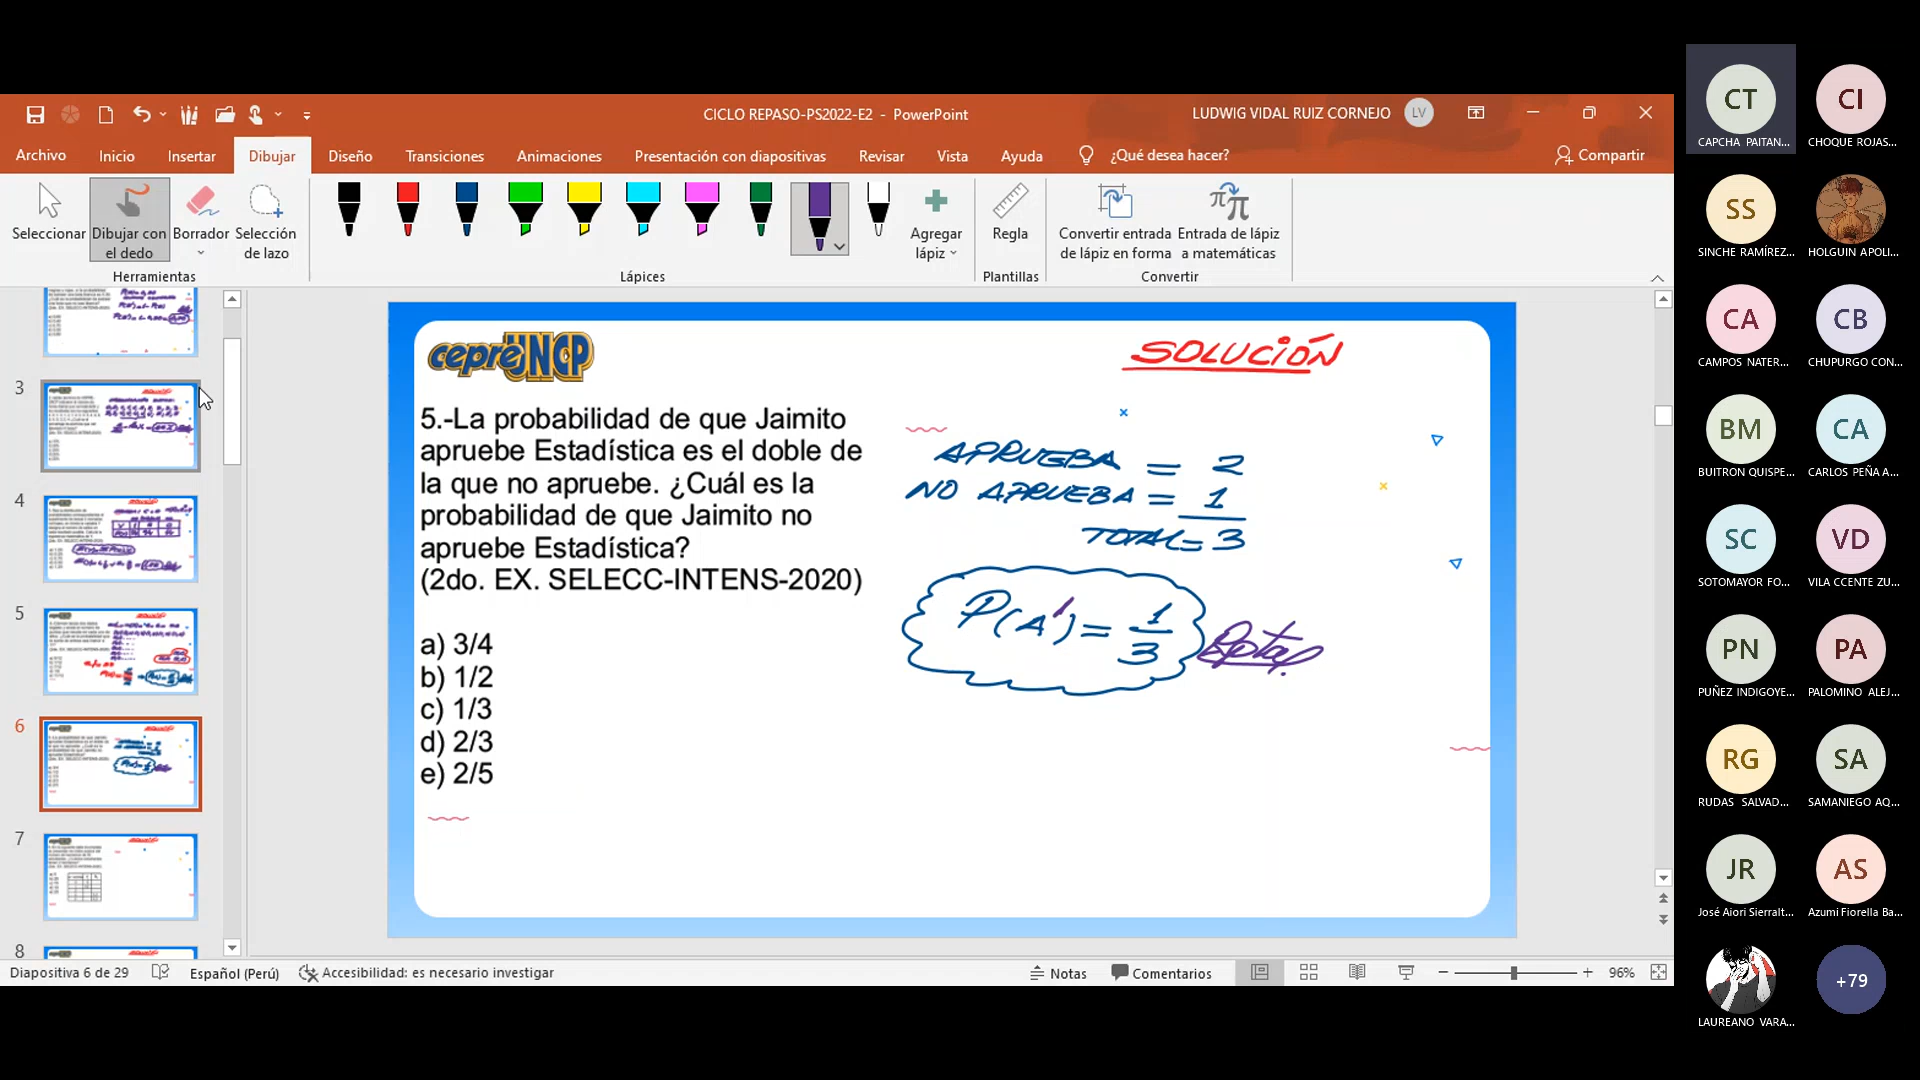 CICLO REPASO-PS2022-E2 - PowerPoint
LUDWIG VIDAL RUIZ CORNEJO
LV
Archivo
Inicio
Insertar
Dibujar
Diseño
Transiciones
Animaciones
Presentación con diapositivas
Revisar
Vista
Ayuda
¿Qué desea hacer?
Compartir
Seleccionar
Dibujar con el dedo
Borrador
Selección de lazo
Agregar lápiz
Regla
Convertir entrada de lápiz en forma
Entrada de lápiz a matemáticas
Herramientas
Lápices
Plantillas
Convertir
3
4
5
6
7
8
cepre UNCP
SOLUCIÓN
5.-La probabilidad de que Jaimito
apruebe Estadística es el doble de
la que no apruebe. ¿Cuál es la
probabilidad de que Jaimito no
apruebe Estadística?
(2do. EX. SELECC-INTENS-2020)
a) 3/4
b) 1/2
c) 1/3
d) 2/3
e) 2/5
APRUEBA = 2
NO APRUEBA = 1
TOTAL = 3
P(A') = 1/3
Rpta.
Diapositiva 6 de 29
Español (Perú)
Accesibilidad: es necesario investigar
Notas
Comentarios
96%
CT
CAPCHA PAITAN...
CI
CHOQUE ROJAS...
SS
SINCHE RAMÍREZ...
HOLGUIN APOLI...
CA
CAMPOS NATER...
CB
CHUPURGO CON...
BM
BUITRON QUISPE...
CA
CARLOS PEÑA A...
SC
SOTOMAYOR FO...
VD
VILA CCENTE ZU...
PN
PUÑEZ INDIGOYE...
PA
PALOMINO ALEJ...
RG
RUDAS SALVAD...
SA
SAMANIEGO AQ...
JR
José Aiori Sierralt...
AS
Azumi Fiorella Ba...
LAUREANO VARA...
+79